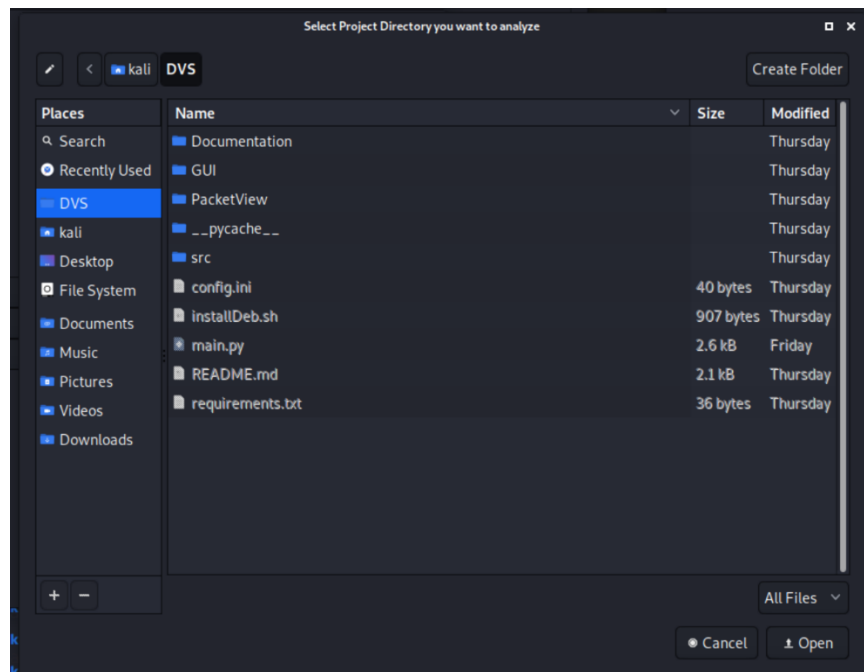 Select Project Directory you want to analyze
kali DVS Create Folder
Places Name Size Modified
Search Documentation Thursday
Recently Used GUI Thursday
DVS PacketView Thursday
kali __pycache__ Thursday
Desktop src Thursday
File System config.ini 40 bytes Thursday
Documents installDeb.sh 907 bytes Thursday
Music main.py 2.6 kB Friday
Pictures README.md 2.1 kB Thursday
Videos requirements.txt 36 bytes Thursday
Downloads
All Files
k
Cancel Open
k